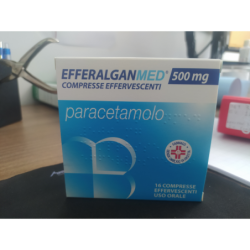 EFFERALGANMED® 500 mg
COMPRESSE EFFERVESCENTI
paracetamolo
16 COMPRESSE
EFFERVESCENTI
USO ORALE